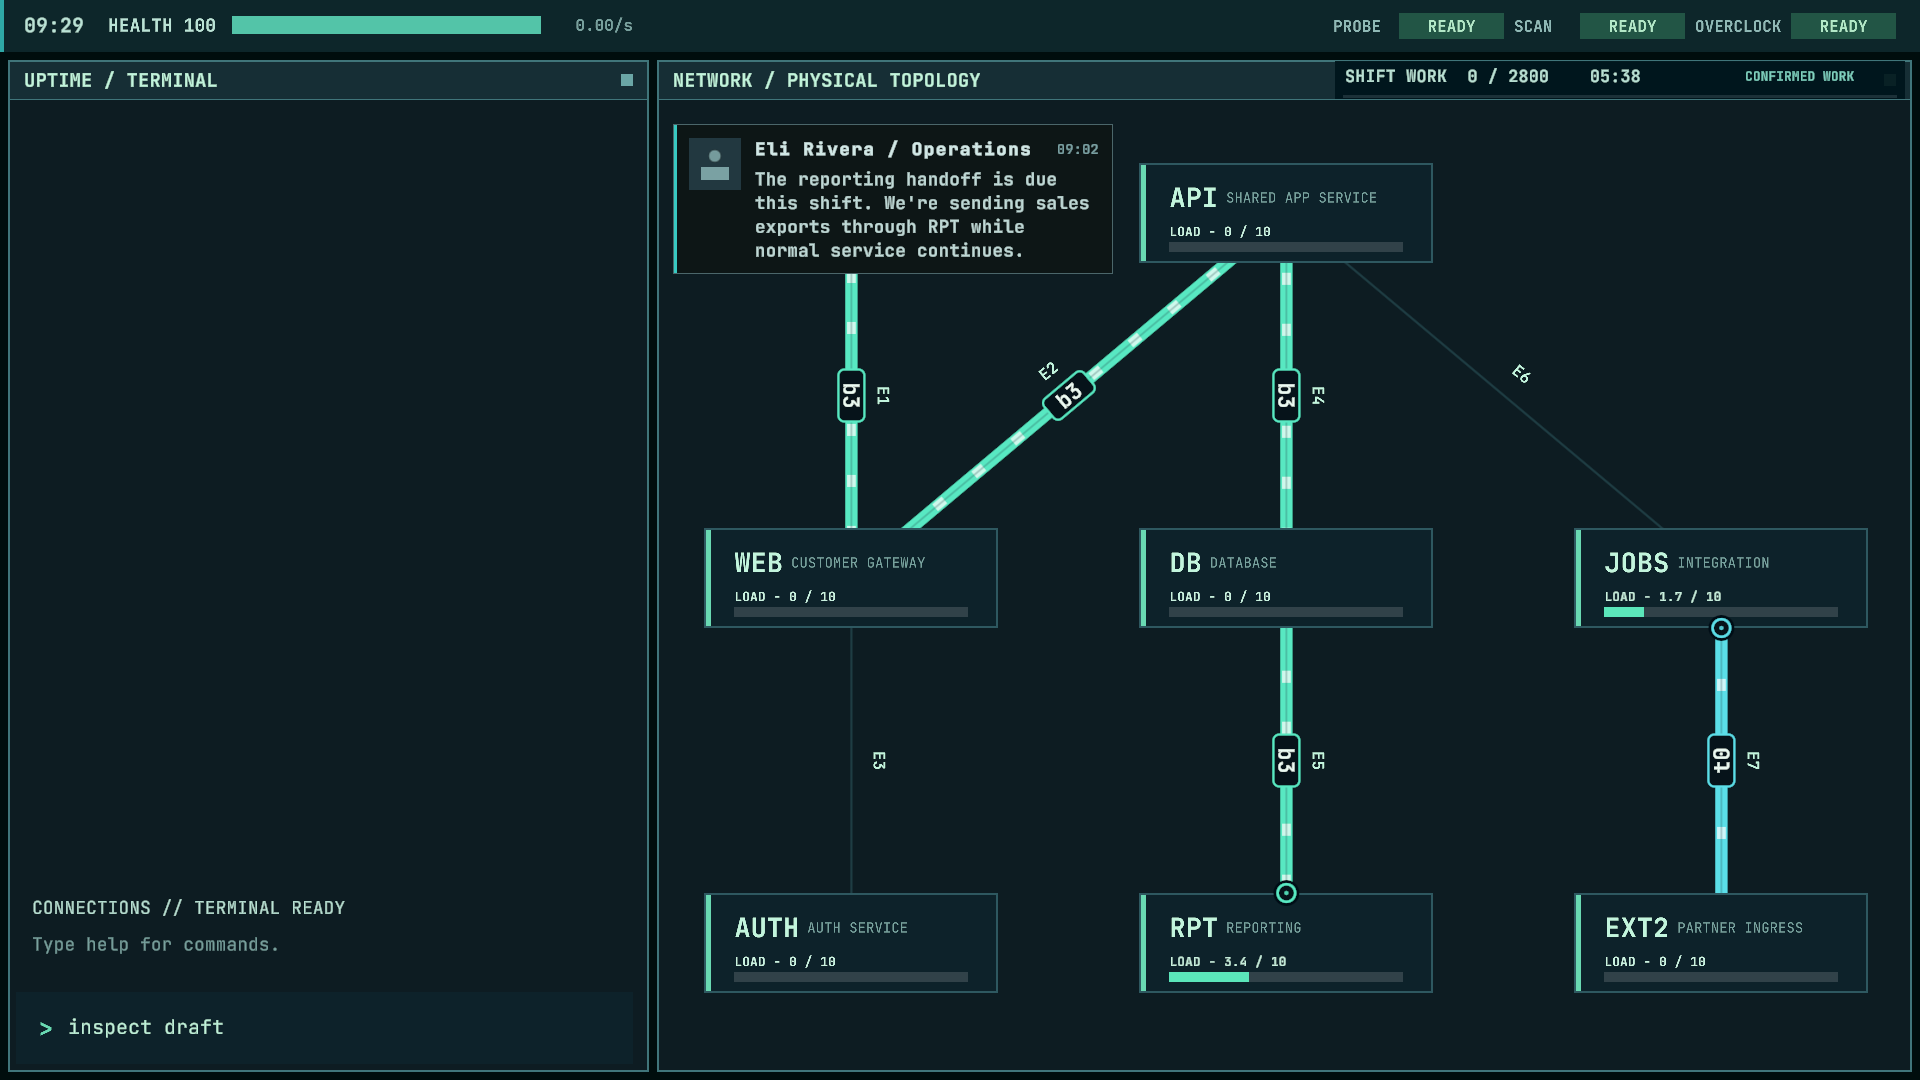 09:29 HEALTH 100 0.00/s PROBE READY SCAN READY OVERCLOCK READY
UPTIME / TERMINAL
NETWORK / PHYSICAL TOPOLOGY
SHIFT WORK 0 / 2800 05:38 CONFIRMED WORK
Eli Rivera / Operations 09:02
The reporting handoff is due
this shift. We're sending sales
exports through RPT while
normal service continues.
API SHARED APP SERVICE
LOAD - 0 / 10
b3 E1
E2 b3
b3 E4
E6
WEB CUSTOMER GATEWAY
LOAD - 0 / 10
DB DATABASE
LOAD - 0 / 10
JOBS INTEGRATION
LOAD - 1.7 / 10
E3
b3 E5
01 E7
AUTH AUTH SERVICE
LOAD - 0 / 10
RPT REPORTING
LOAD - 3.4 / 10
EXT2 PARTNER INGRESS
LOAD - 0 / 10
CONNECTIONS // TERMINAL READY
Type help for commands.
> inspect draft